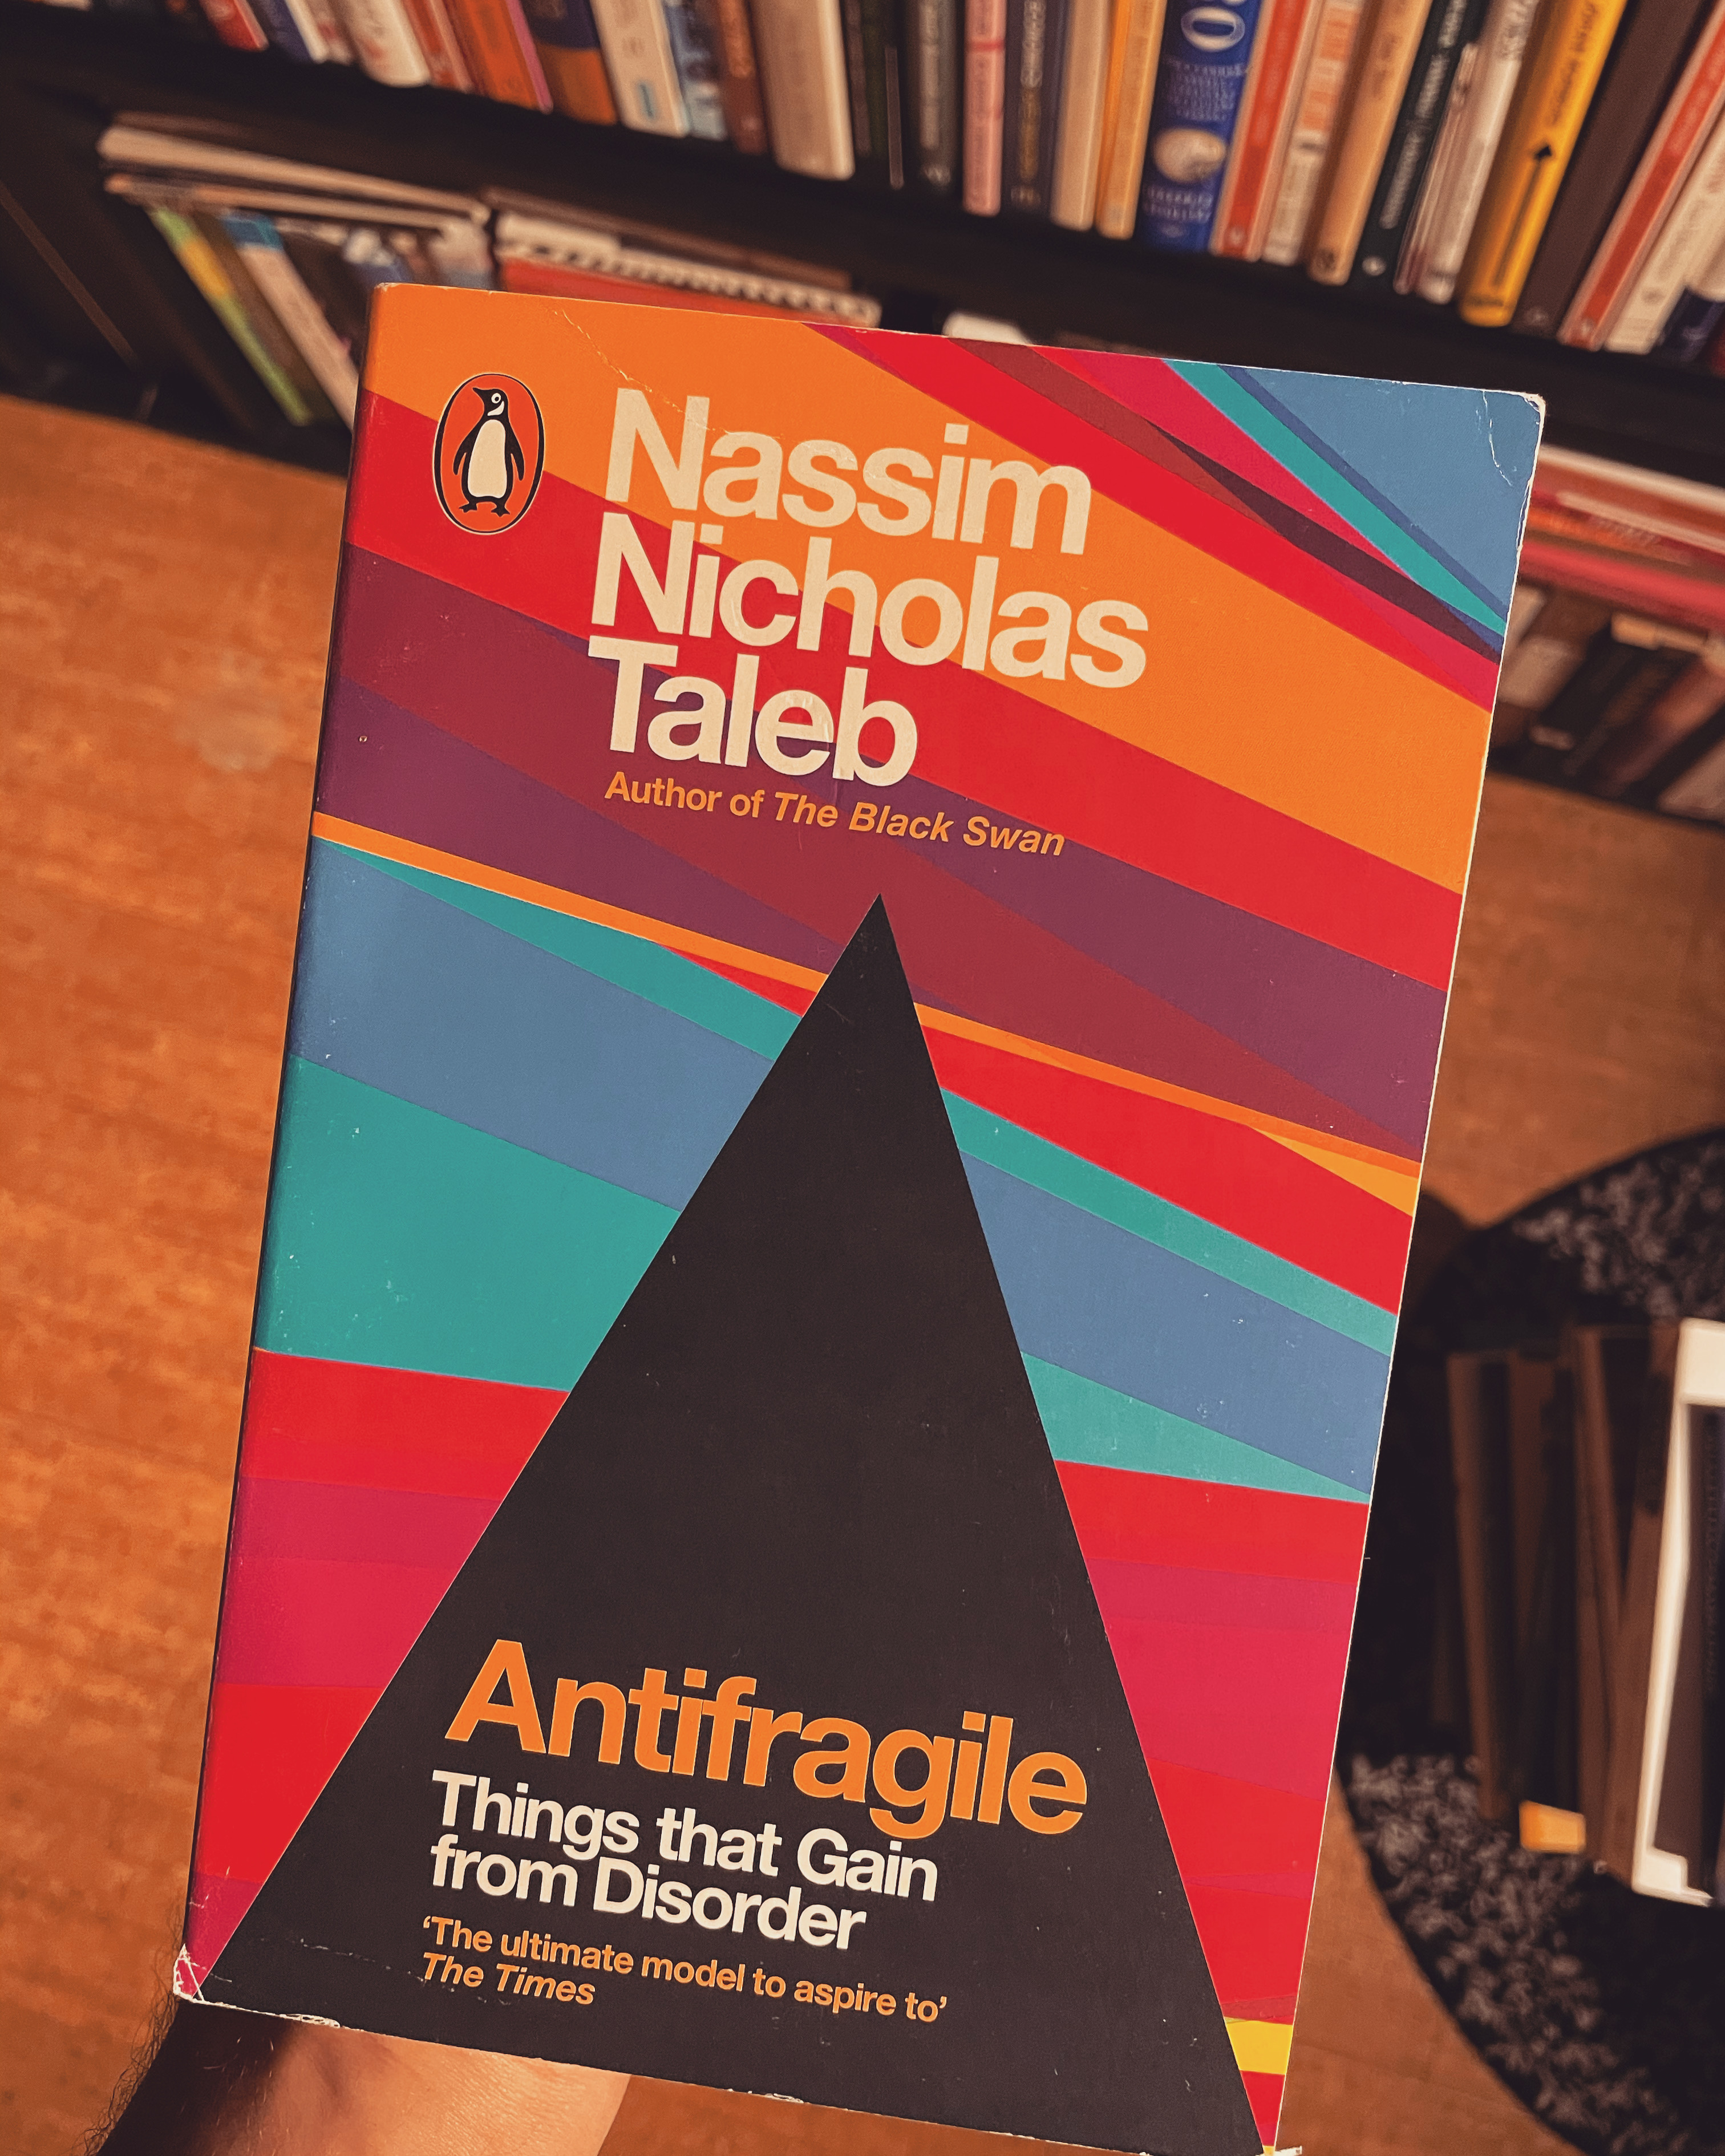 Nassim
Nicholas
Taleb
Author of The Black Swan
Antifragile
Things that Gain
from Disorder
‘The ultimate model to aspire to’
The Times